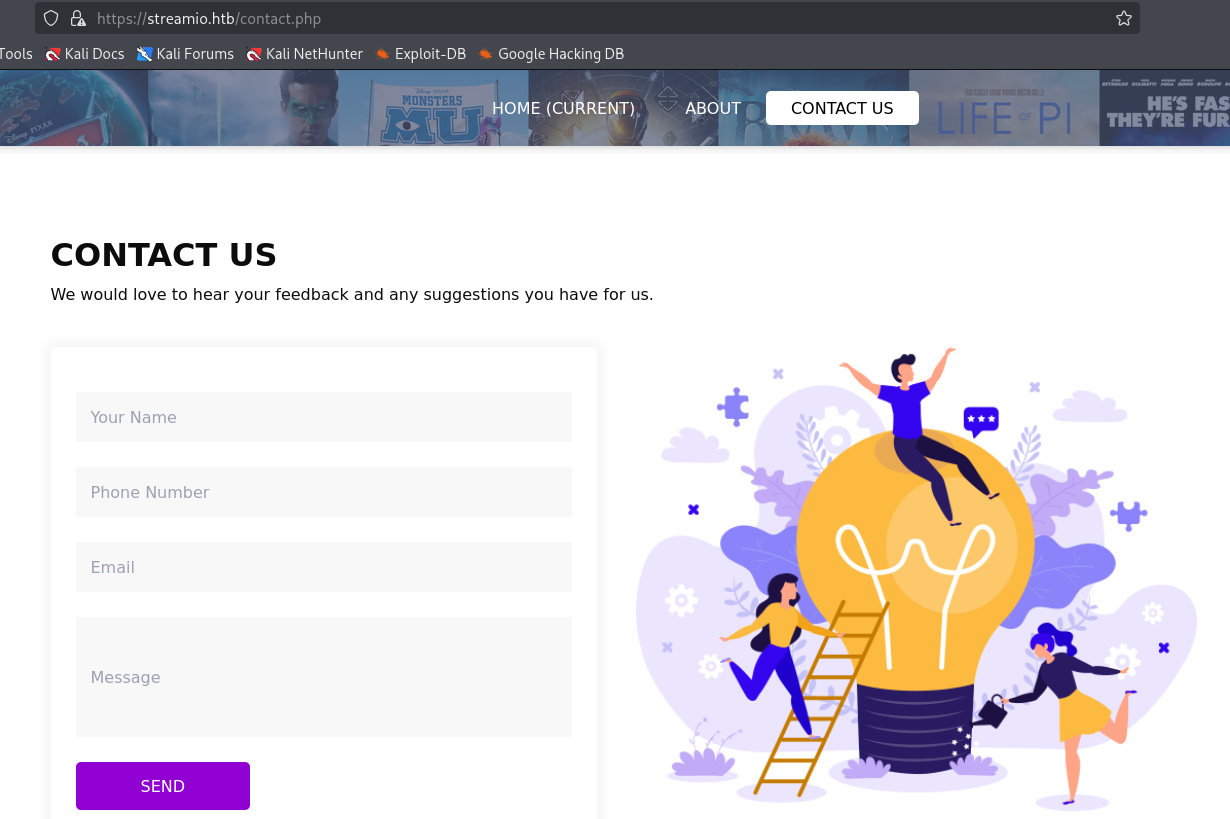 https://streamio.htb/contact.php
Tools Kali Docs Kali Forums Kali NetHunter Exploit-DB Google Hacking DB
DISNEY PIXAR MONSTERS MU LIFE OF PI HE'S FAS
THEY'RE FUR
HOME (CURRENT) ABOUT CONTACT US
CONTACT US
We would love to hear your feedback and any suggestions you have for us.
Your Name
Phone Number
Email
Message
SEND